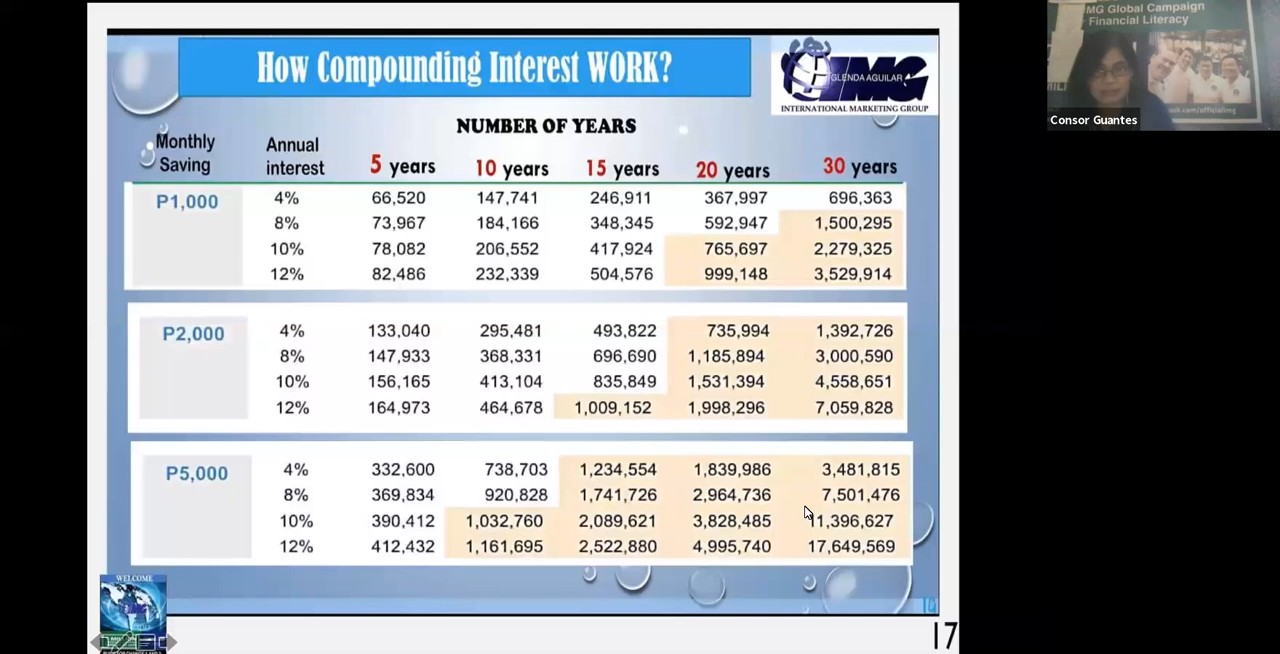 How Compounding Interest WORK?
GLENDA AGUILAR
IMG
INTERNATIONAL MARKETING GROUP
MG Global Campaign
Financial Literacy
Consor Guantes
NUMBER OF YEARS
Monthly Saving Annual interest 5 years 10 years 15 years 20 years 30 years
P1,000 4% 66,520 147,741 246,911 367,997 696,363
8% 73,967 184,166 348,345 592,947 1,500,295
10% 78,082 206,552 417,924 765,697 2,279,325
12% 82,486 232,339 504,576 999,148 3,529,914
P2,000 4% 133,040 295,481 493,822 735,994 1,392,726
8% 147,933 368,331 696,690 1,185,894 3,000,590
10% 156,165 413,104 835,849 1,531,394 4,558,651
12% 164,973 464,678 1,009,152 1,998,296 7,059,828
P5,000 4% 332,600 738,703 1,234,554 1,839,986 3,481,815
8% 369,834 920,828 1,741,726 2,964,736 7,501,476
10% 390,412 1,032,760 2,089,621 3,828,485 11,396,627
12% 412,432 1,161,695 2,522,880 4,995,740 17,649,569
WELCOME
17